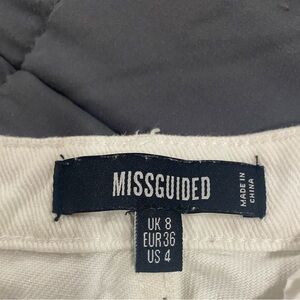 MISSGUIDED
MADE IN
CHINA
UK 8
EUR 36
US 4